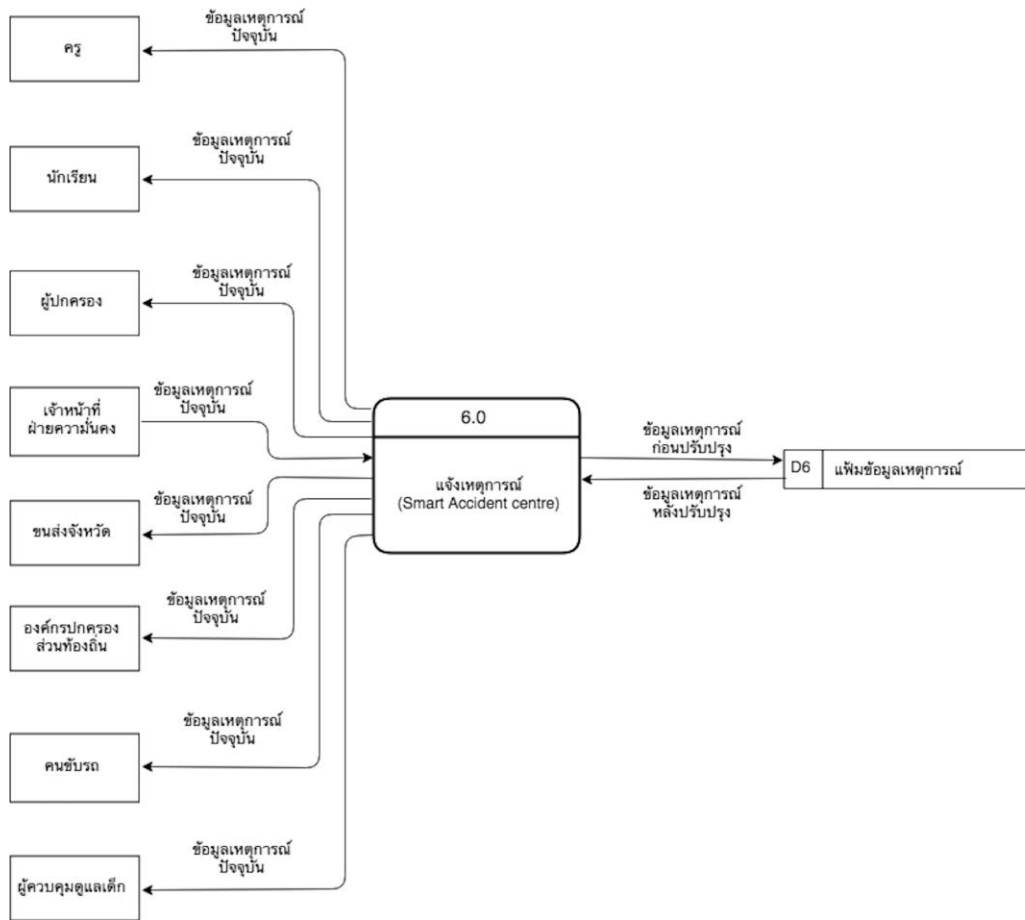 ข้อมูลเหตุการณ์
ปัจจุบัน
ครู
ข้อมูลเหตุการณ์
ปัจจุบัน
นักเรียน
ข้อมูลเหตุการณ์
ปัจจุบัน
ผู้ปกครอง
ข้อมูลเหตุการณ์
ปัจจุบัน
เจ้าหน้าที่
ฝ่ายความมั่นคง
6.0
แจ้งเหตุการณ์
(Smart Accident centre)
ข้อมูลเหตุการณ์
ก่อนปรับปรุง
D6
แฟ้มข้อมูลเหตุการณ์
ข้อมูลเหตุการณ์
หลังปรับปรุง
ข้อมูลเหตุการณ์
ปัจจุบัน
ขนส่งจังหวัด
ข้อมูลเหตุการณ์
ปัจจุบัน
องค์กรปกครอง
ส่วนท้องถิ่น
ข้อมูลเหตุการณ์
ปัจจุบัน
คนขับรถ
ข้อมูลเหตุการณ์
ปัจจุบัน
ผู้ควบคุมดูแลเด็ก